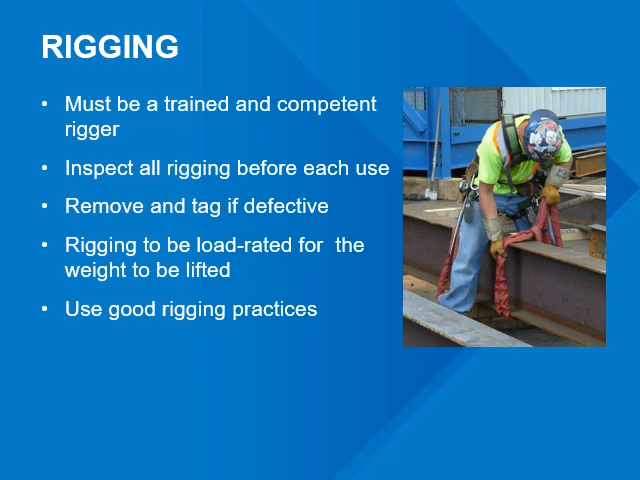 RIGGING
• Must be a trained and competent
rigger
• Inspect all rigging before each use
• Remove and tag if defective
• Rigging to be load-rated for  the
weight to be lifted
• Use good rigging practices